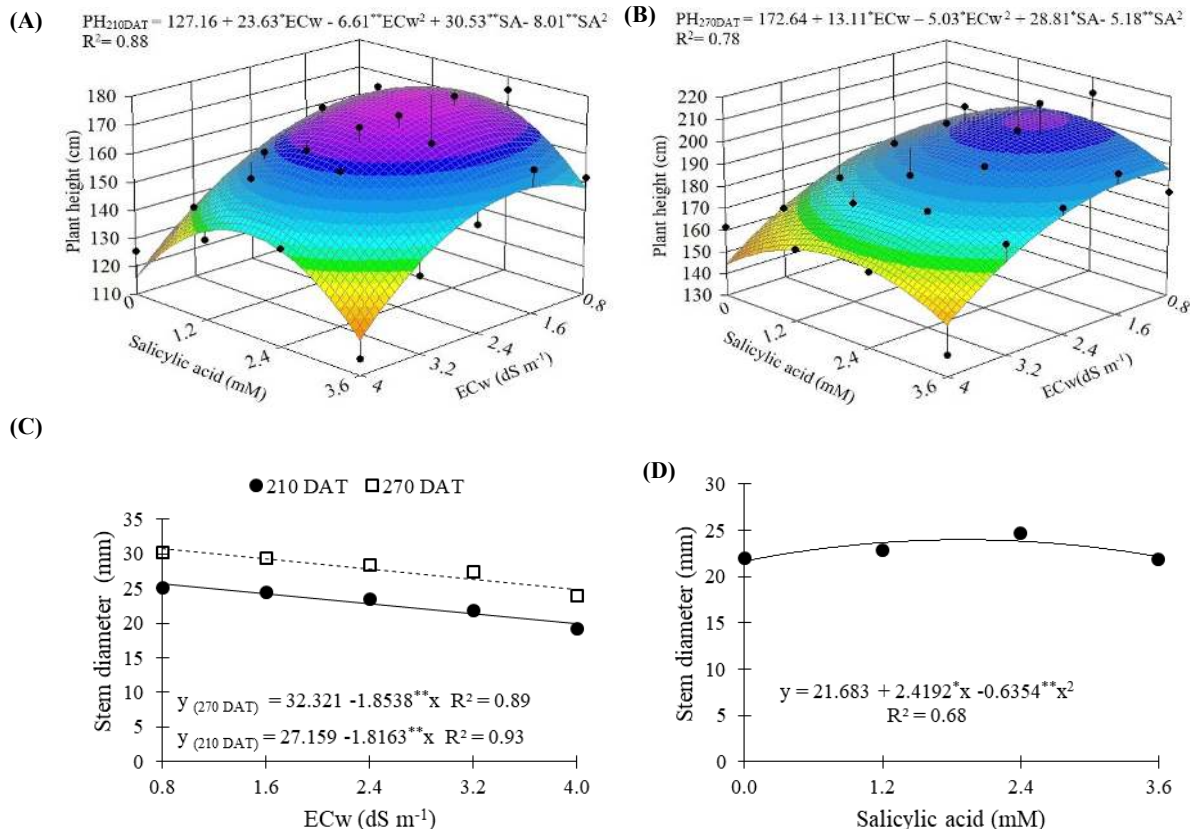 (A)
PH210DAT = 127.16 + 23.63*ECw - 6.61**ECw² + 30.53**SA- 8.01**SA²
R²= 0.88
180
170
160
150
140
130
120
110
Plant height (cm)
0
1.2
2.4
3.6
Salicylic acid (mM)
4
3.2
2.4
1.6
0.8
ECw (dS m⁻¹)
(B)
PH270DAT = 172.64 + 13.11*ECw – 5.03*ECw² + 28.81*SA- 5.18**SA²
R²= 0.78
220
210
200
190
180
170
160
150
140
130
Plant height (cm)
0
1.2
2.4
3.6
Salicylic acid (mM)
4
3.2
2.4
1.6
0.8
ECw(dS m⁻¹)
(C)
210 DAT 270 DAT
35
30
25
20
15
10
5
0
Stem diameter (mm)
y (270 DAT) = 32.321 -1.8538**x R² = 0.89
y (210 DAT) = 27.159 -1.8163**x R² = 0.93
0.8 1.6 2.4 3.2 4.0
ECw (dS m⁻¹)
(D)
30
25
20
15
10
5
0
Stem diameter (mm)
y = 21.683 + 2.4192*x -0.6354**x²
R² = 0.68
0.0 1.2 2.4 3.6
Salicylic acid (mM)